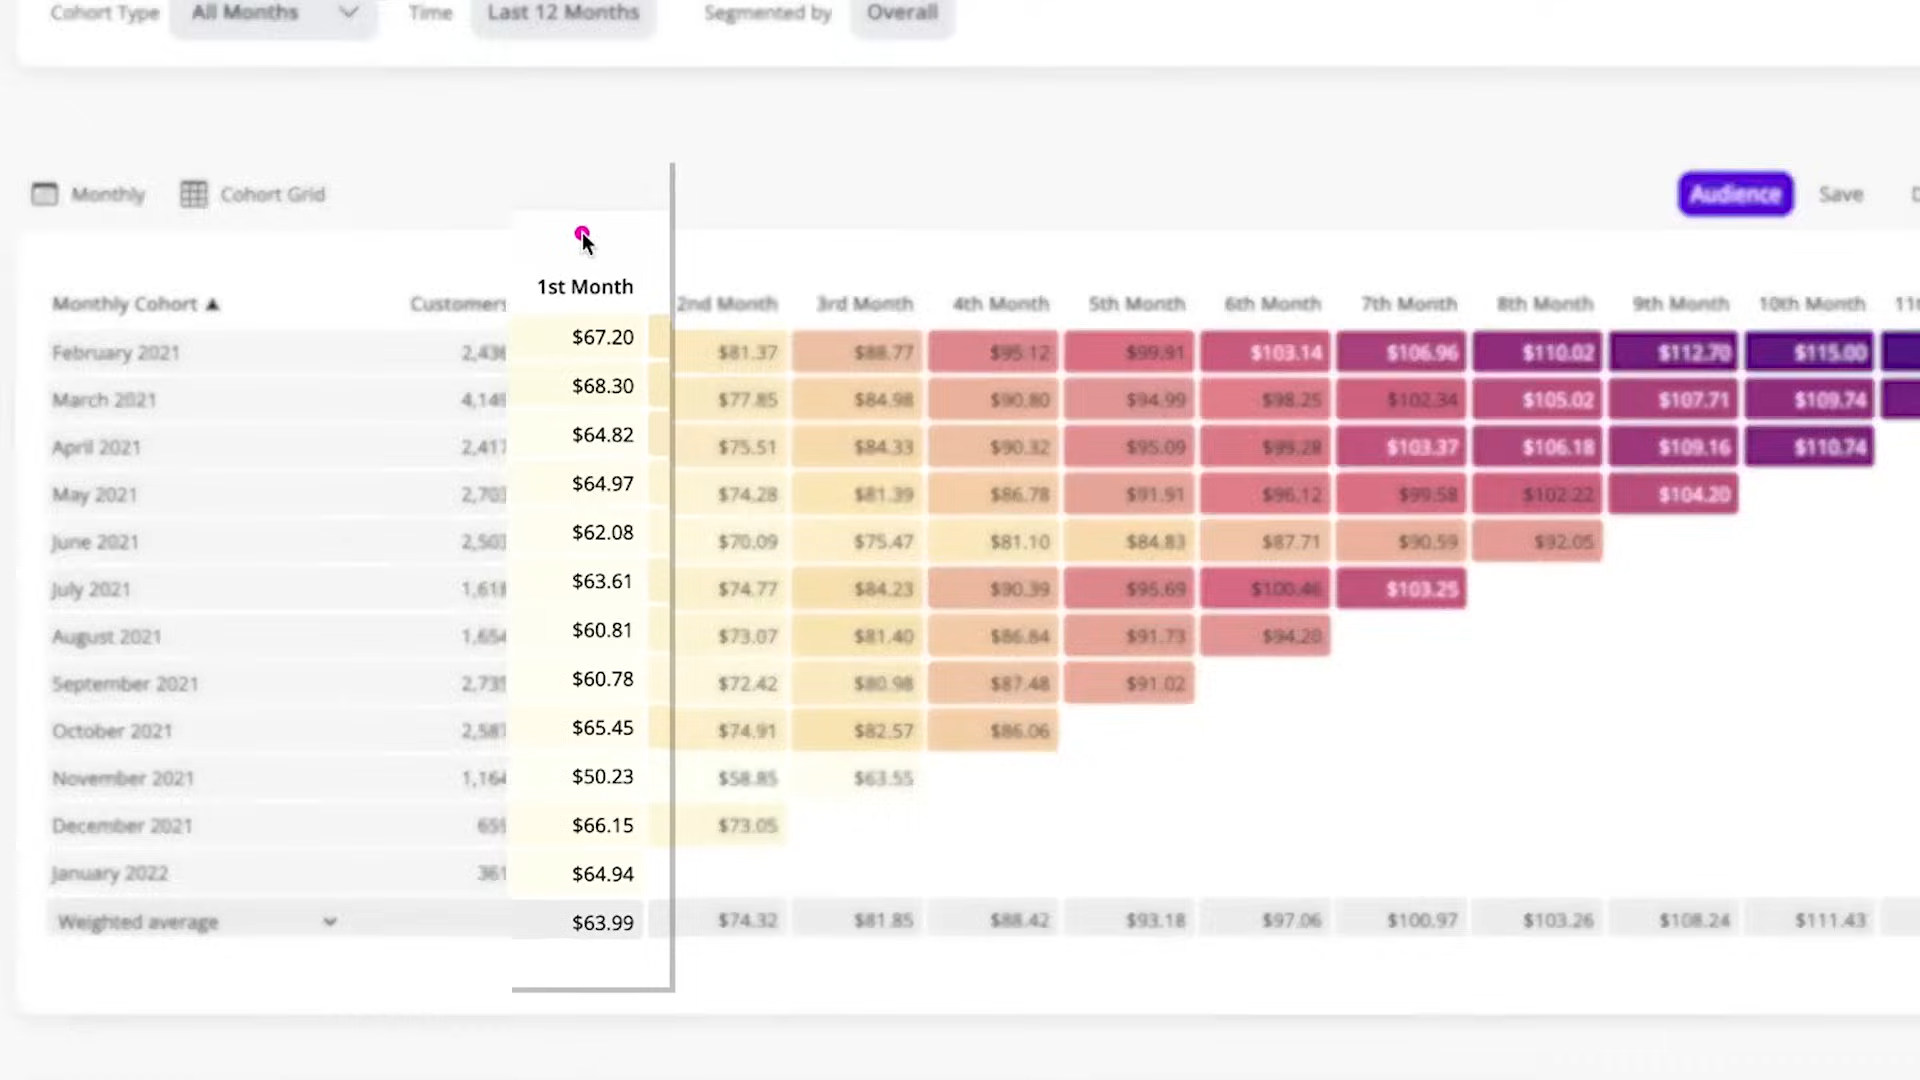 Cohort Type All Months Time Last 12 Months Segmented by Overall
Monthly Cohort Grid Audience Save
Monthly Cohort ▲ Customers 1st Month 2nd Month 3rd Month 4th Month 5th Month 6th Month 7th Month 8th Month 9th Month 10th Month
February 2021 $67.20 $81.37 $88.77 $95.12 $99.91 $103.14 $106.96 $110.02 $112.70 $115.00
March 2021 $68.30 $77.85 $84.98 $90.80 $94.99 $98.25 $102.34 $105.02 $107.71 $109.74
April 2021 2,417 $64.82 $75.51 $84.33 $90.32 $95.09 $99.28 $103.37 $106.18 $109.16 $110.74
May 2021 $64.97 $74.28 $81.39 $86.78 $91.91 $96.12 $99.58 $102.22 $104.20
June 2021 $62.08 $70.09 $75.47 $81.10 $84.83 $87.71 $90.59 $92.05
July 2021 $63.61 $74.77 $84.23 $90.39 $95.69 $100.46 $103.25
August 2021 $60.81 $73.07 $81.40 $86.84 $91.73 $94.20
September 2021 $60.78 $72.42 $80.98 $87.48 $91.02
October 2021 $65.45 $74.91 $82.57 $86.06
November 2021 1,164 $50.23 $58.85 $63.55
December 2021 $66.15 $73.05
January 2022 361 $64.94
Weighted average $63.99 $74.32 $81.85 $88.42 $93.18 $97.06 $100.97 $103.26 $108.24 $111.43